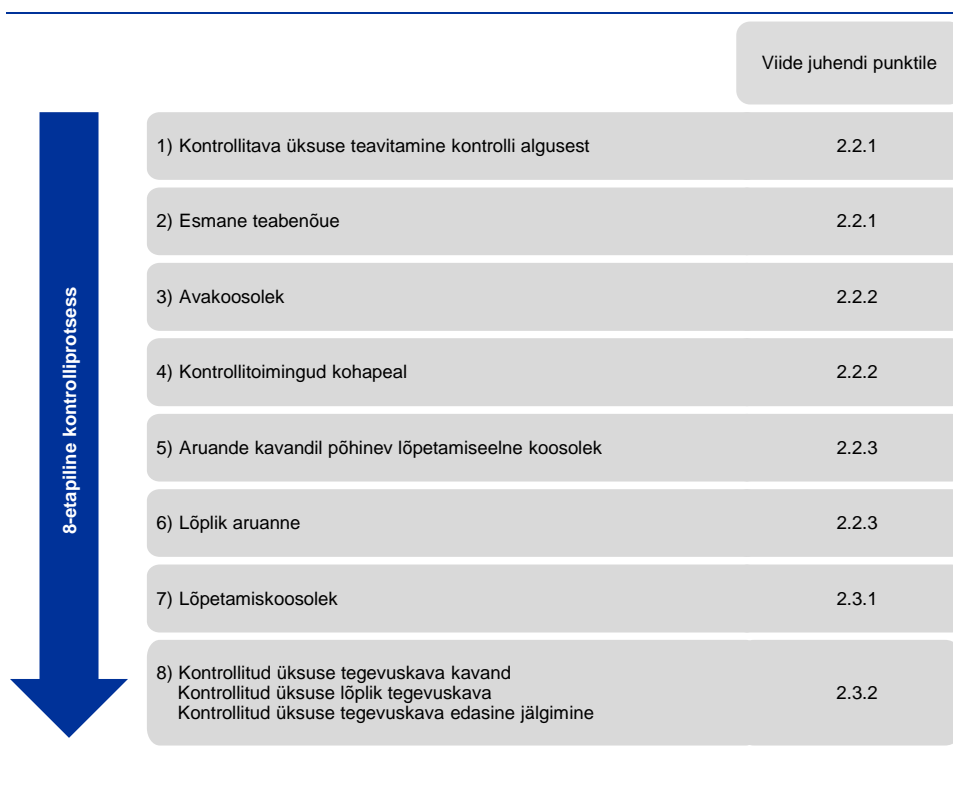 Viide juhendi punktile
8-etapiline kontrolliprotsess
1) Kontrollitava üksuse teavitamine kontrolli algusest 2.2.1
2) Esmane teabenõue 2.2.1
3) Avakoosolek 2.2.2
4) Kontrollitoimingud kohapeal 2.2.2
5) Aruande kavandil põhinev lõpetamiseelne koosolek 2.2.3
6) Lõplik aruanne 2.2.3
7) Lõpetamiskoosolek 2.3.1
8) Kontrollitud üksuse tegevuskava kavand
Kontrollitud üksuse lõplik tegevuskava 2.3.2
Kontrollitud üksuse tegevuskava edasine jälgimine